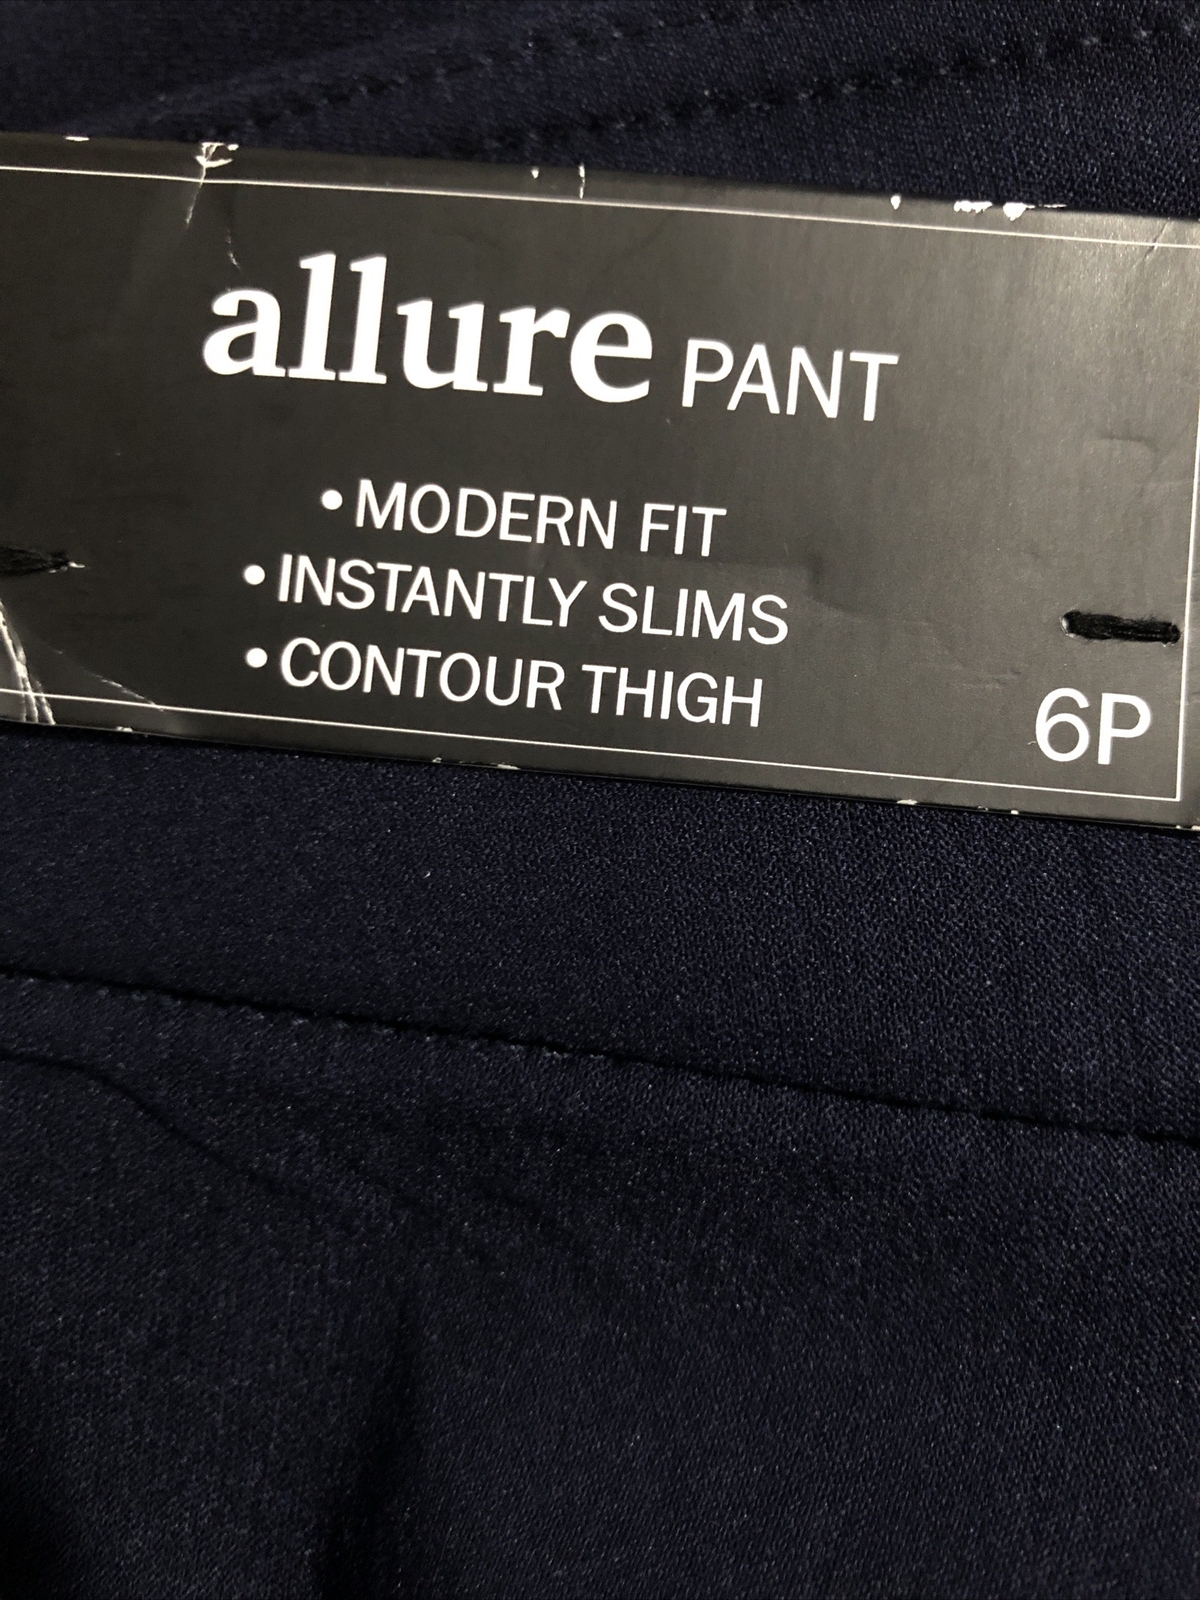 allure PANT
• MODERN FIT
• INSTANTLY SLIMS
• CONTOUR THIGH
6P